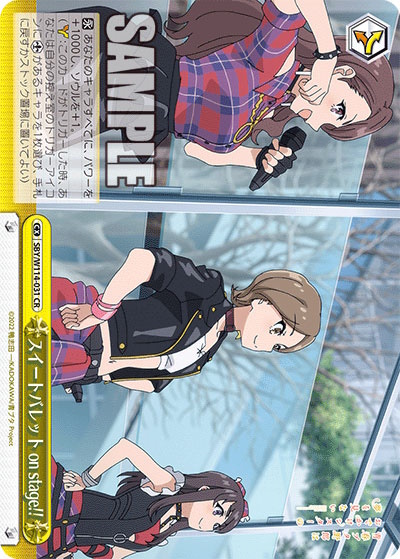 SAMPLE
【永】 あなたのキャラすべてに、パワーを
+1000し、ソウルを+1。
(    :このカードがトリガーした時、あ
なたは自分の控え室のトリガーアイコ
ンに    があるキャラを1枚選び、手札
に戻すかストック置場に置いてよい)
CX
SBY/W114-031 CR
スイートバレット on stage!!
©2022 鴨志田 一/KADOKAWA/青ブタ Project